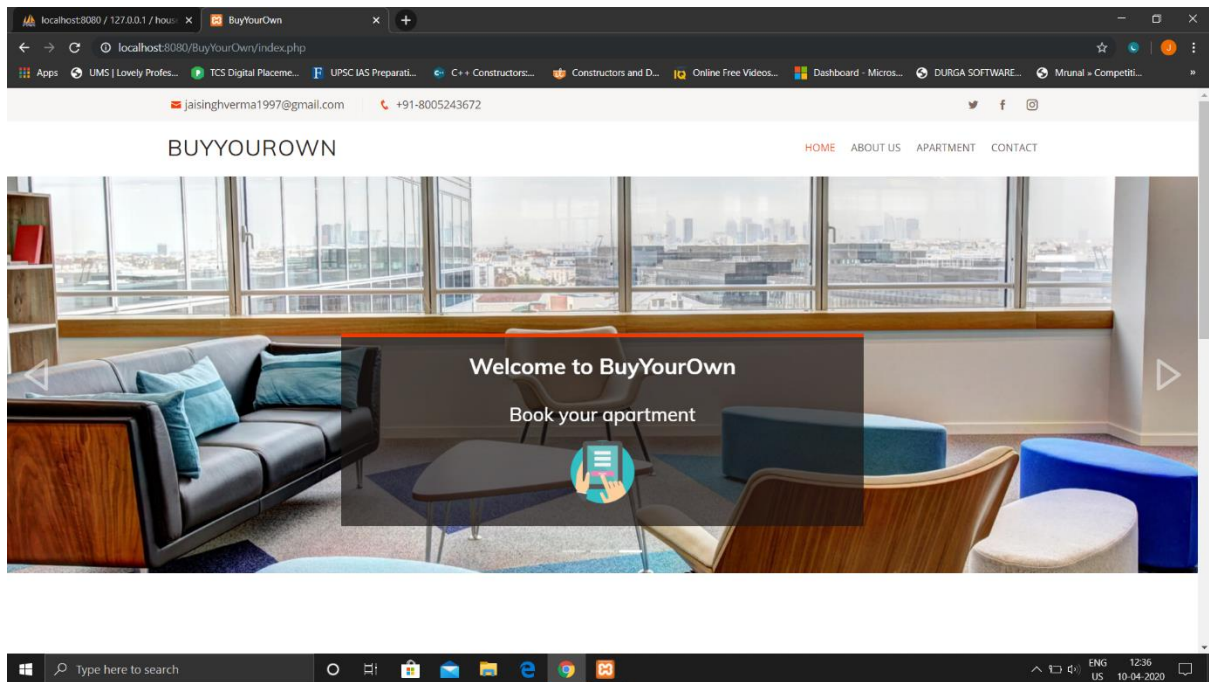 localhost:8080 / 127.0.0.1 / hous
BuyYourOwn
localhost:8080/BuyYourOwn/index.php
Apps UMS | Lovely Profes... TCS Digital Placeme... UPSC IAS Preparati... C++ Constructors:... Constructors and D... Online Free Videos... Dashboard - Micros... DURGA SOFTWARE... Mrunal » Competiti... »
jaisinghverma1997@gmail.com +91-8005243672
BUYYOUROWN HOME ABOUT US APARTMENT CONTACT
Welcome to BuyYourOwn
Book your apartment
Type here to search
ENG 12:36
US 10-04-2020